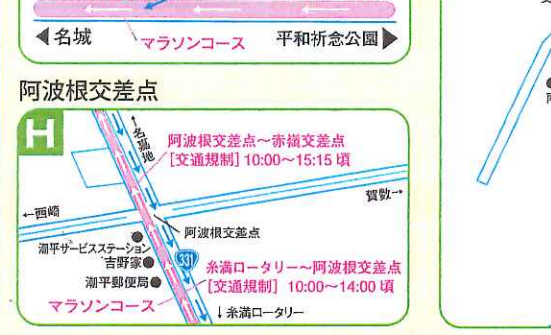 ◀名城
マラソンコース
平和祈念公園▶
阿波根交差点
H
↑名嘉地
阿波根交差点～赤嶺交差点
[交通規制] 10:00～15:15 頃
賀数→
←西崎
阿波根交差点
潮平サービスステーション
吉野家
331
潮平郵便局
糸満ロータリー～阿波根交差点
[交通規制] 10:00～14:00 頃
マラソンコース
↓糸満ロータリー